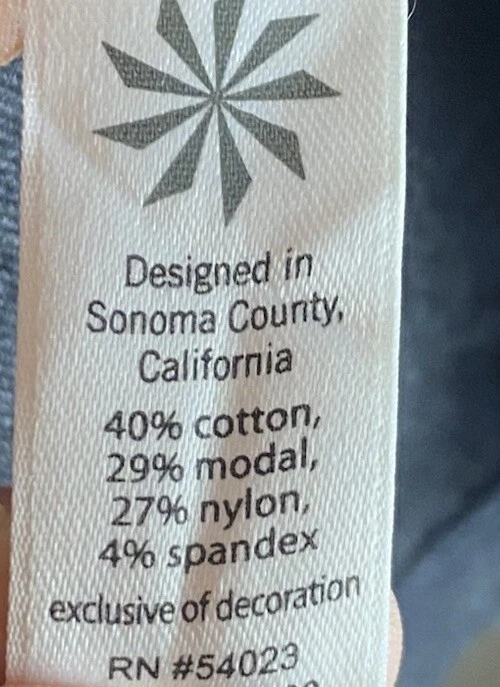 Designed in
Sonoma County,
California
40% cotton,
29% modal,
27% nylon,
4% spandex
exclusive of decoration
RN #54023